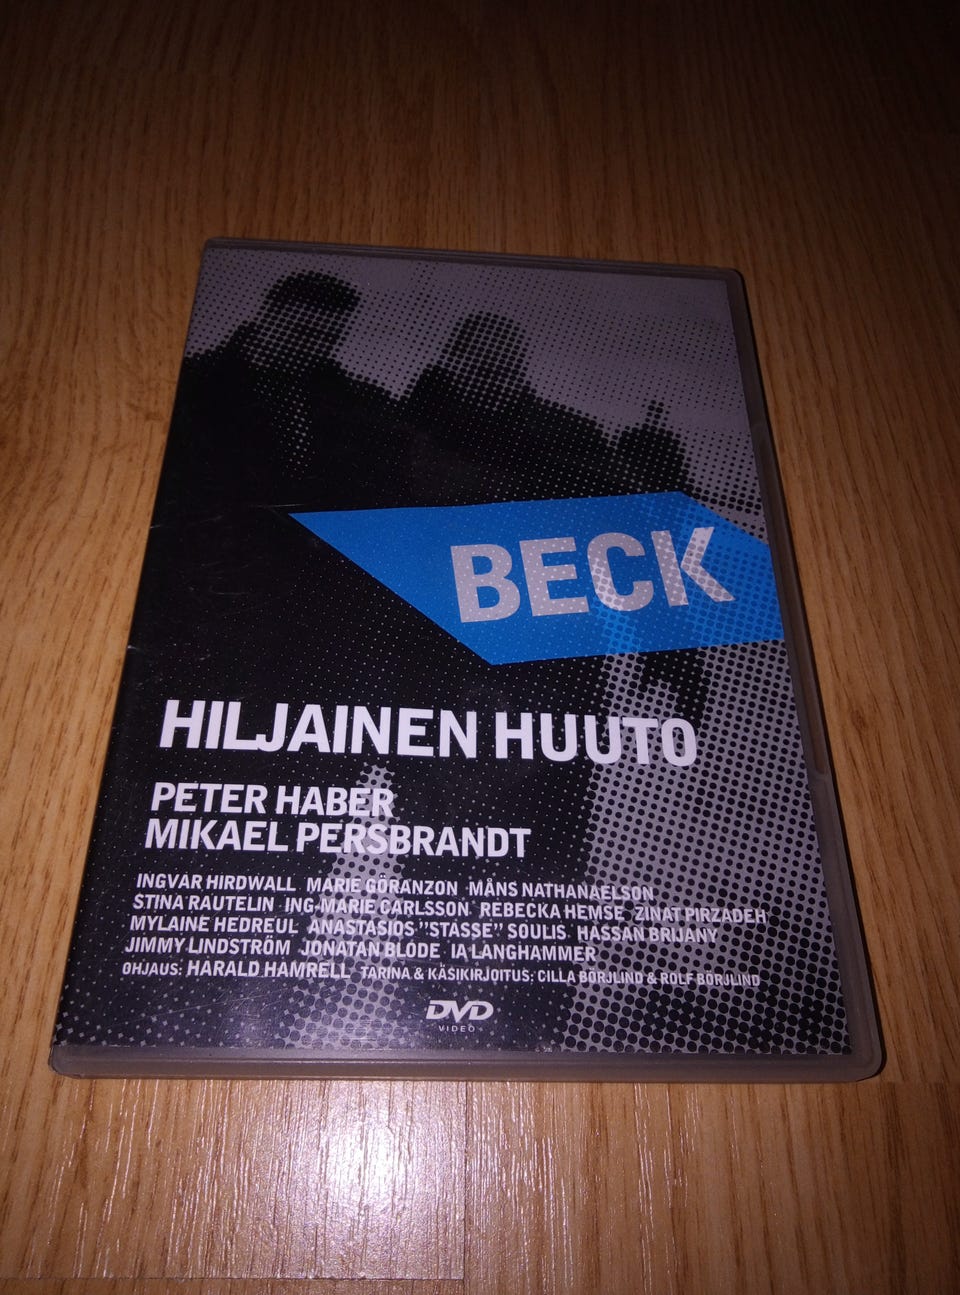 BECK
HILJAINEN HUUTO
PETER HABER
MIKAEL PERSBRANDT
INGVAR HIRDWALL MARIE GÖRANZON MÅNS NATHANAELSON
STINA RAUTELIN ING-MARIE CARLSSON REBECKA HEMSE ZINAT PIRZADEH
MYLAINE HEDREUL ANASTASIOS "STASSE" SOULIS HASSAN BRIJANY
JIMMY LINDSTRÖM JONATAN BLODE IA LANGHAMMER
OHJAUS: HARALD HAMRELL TARINA & KÄSIKIRJOITUS: CILLA BÖRJLIND & ROLF BÖRJLIND
DVD
VIDEO